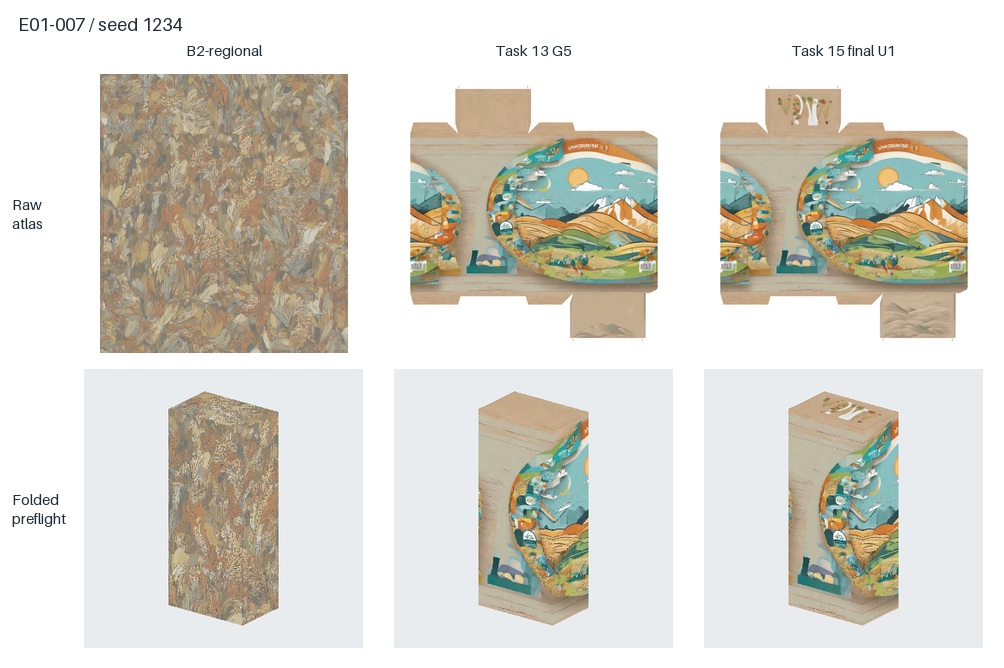 E01-007 / seed 1234
B2-regional
Task 13 G5
Task 15 final U1
Raw
atlas
Folded
preflight